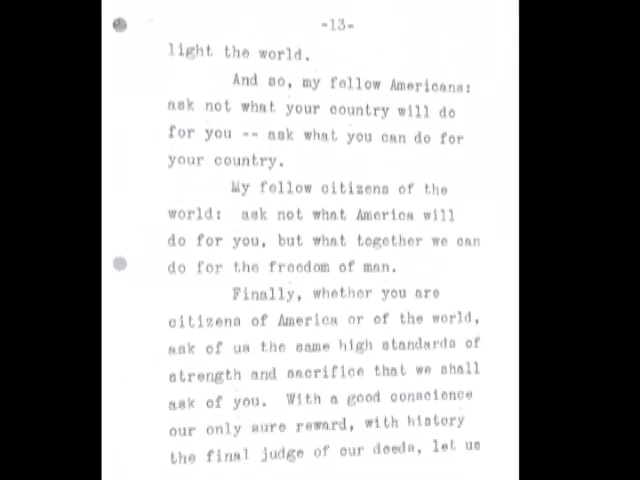 -13-
light the world.
And so, my fellow Americans:
ask not what your country will do
for you -- ask what you can do for
your country.
My fellow citizens of the
world: ask not what America will
do for you, but what together we can
do for the freedom of man.
Finally, whether you are
citizens of America or of the world,
ask of us the same high standards of
strength and sacrifice that we shall
ask of you. With a good conscience
our only sure reward, with history
the final judge of our deeds, let us